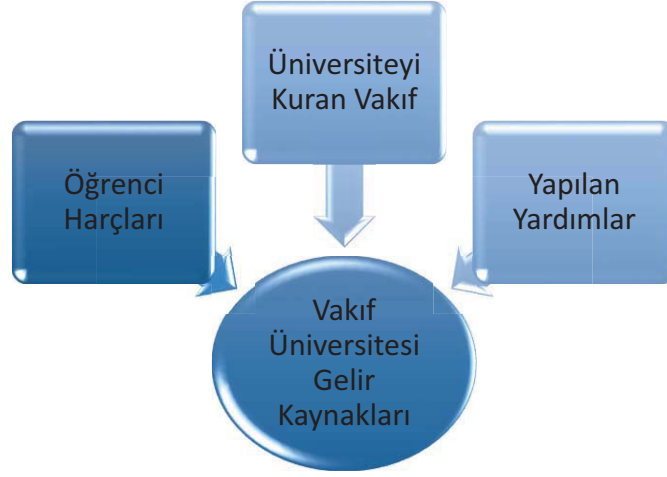 Üniversiteyi
Kuran Vakıf
Öğrenci
Harçları
Yapılan
Yardımlar
Vakıf
Üniversitesi
Gelir
Kaynakları